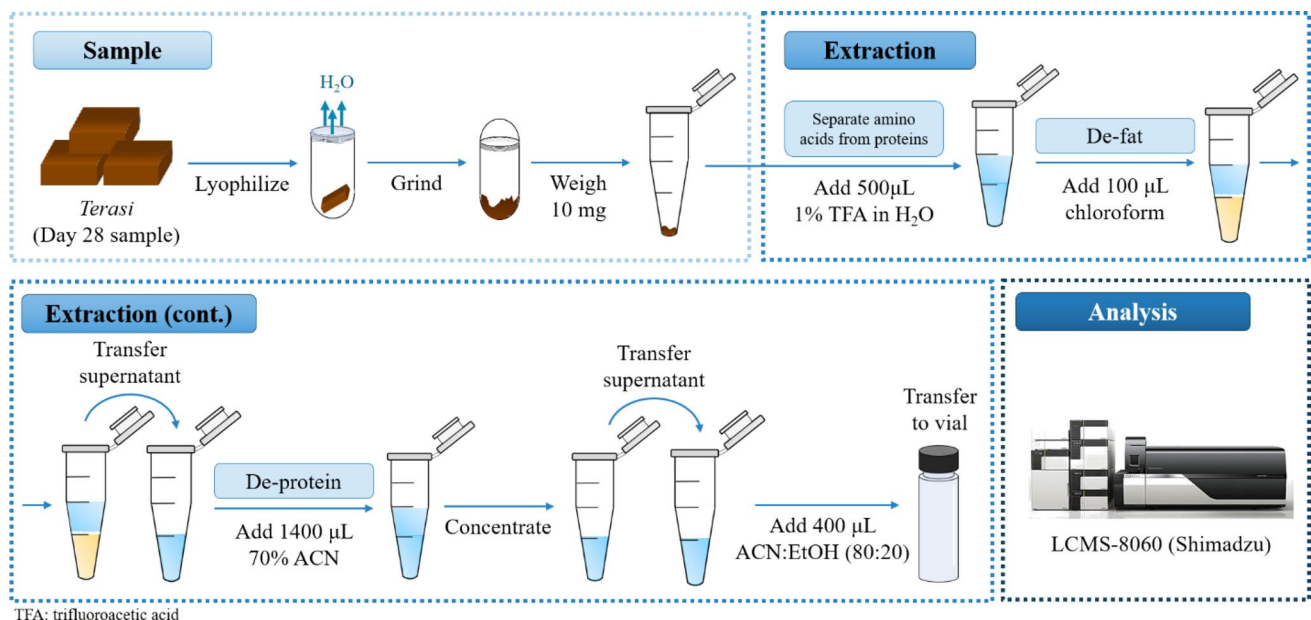 Sample
H₂O
Terasi
(Day 28 sample)
Lyophilize
Grind
Weigh
10 mg
Extraction
Separate amino
acids from proteins
Add 500μL
1% TFA in H₂O
De-fat
Add 100 μL
chloroform
Extraction (cont.)
Transfer
supernatant
De-protein
Add 1400 μL
70% ACN
Concentrate
Transfer
supernatant
Add 400 μL
ACN:EtOH (80:20)
Transfer
to vial
Analysis
LCMS-8060 (Shimadzu)
TFA: trifluoroacetic acid